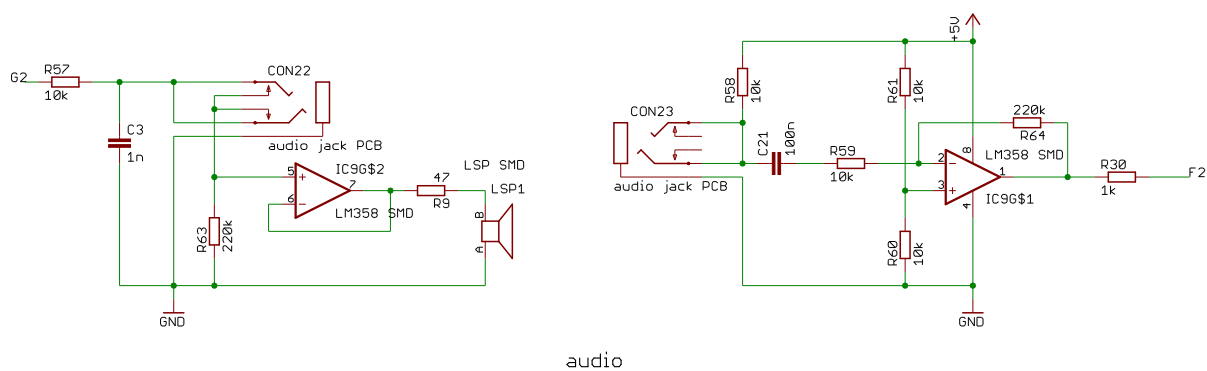 G2
R57
10k
C3
1n
CON22
audio jack PCB
R63
220k
5
6
7
IC9G$2
LM358 SMD
47
R9
LSP SMD
LSP1
B
A
GND
+5V
CON23
audio jack PCB
R58
10k
C21
100n
R59
10k
R61
10k
R60
10k
220k
R64
LM358 SMD
8
2
3
1
4
IC9G$1
R30
1k
F2
GND
audio